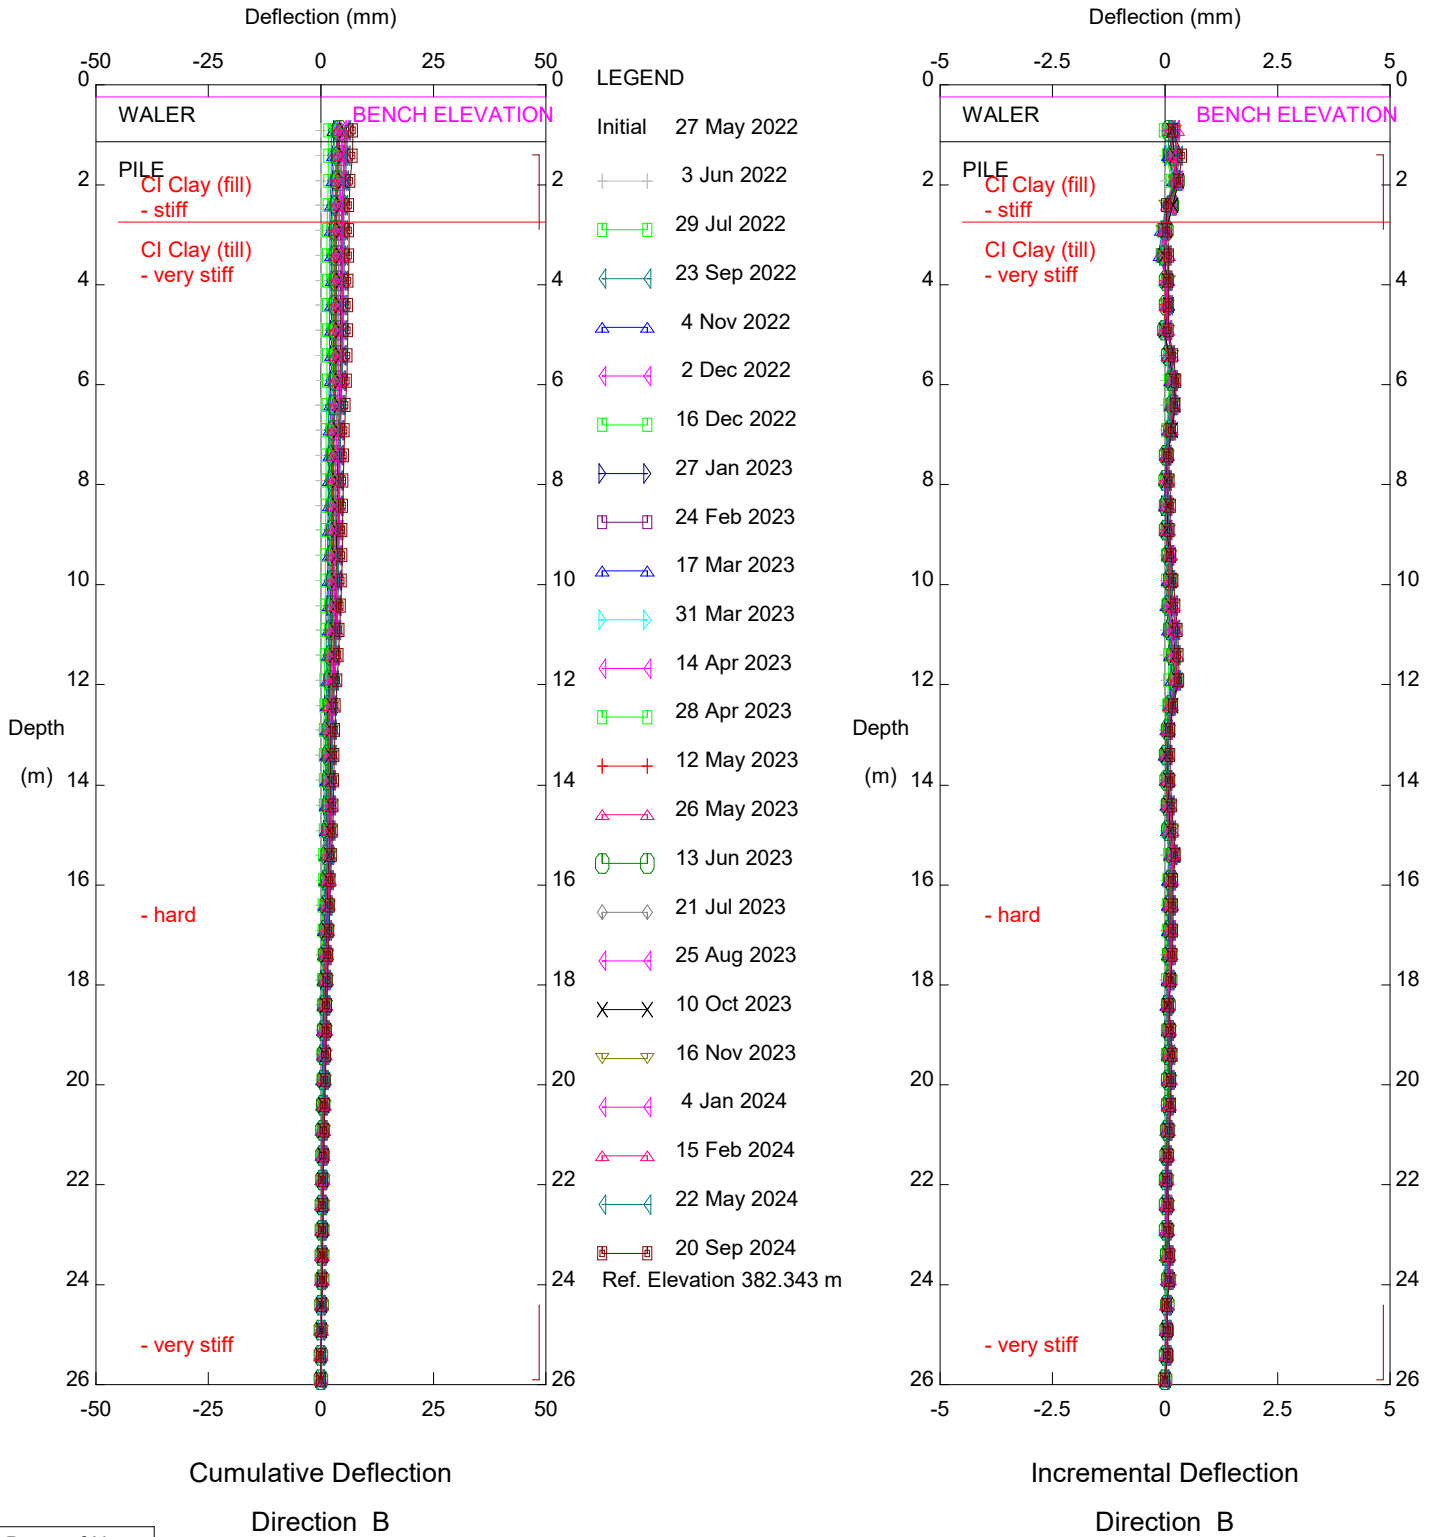 Deflection (mm)
-50 -25 0 25 50
0 0
WALER
BENCH ELEVATION
PILE
CI Clay (fill)
- stiff
2 2
CI Clay (till)
- very stiff
4 4
6 6
8 8
10 10
12 12
Depth
(m)
14 14
16 16
- hard
18 18
20 20
22 22
24 24
- very stiff
26 26
-50 -25 0 25 50
Cumulative Deflection
Direction B
LEGEND
Initial 27 May 2022
3 Jun 2022
29 Jul 2022
23 Sep 2022
4 Nov 2022
2 Dec 2022
16 Dec 2022
27 Jan 2023
24 Feb 2023
17 Mar 2023
31 Mar 2023
14 Apr 2023
28 Apr 2023
12 May 2023
26 May 2023
13 Jun 2023
21 Jul 2023
25 Aug 2023
10 Oct 2023
16 Nov 2023
4 Jan 2024
15 Feb 2024
22 May 2024
20 Sep 2024
Ref. Elevation 382.343 m
Deflection (mm)
-5 -2.5 0 2.5 5
0 0
WALER
BENCH ELEVATION
PILE
CI Clay (fill)
- stiff
2 2
CI Clay (till)
- very stiff
4 4
6 6
8 8
10 10
12 12
Depth
(m)
14 14
16 16
- hard
18 18
20 20
22 22
24 24
- very stiff
26 26
-5 -2.5 0 2.5 5
Incremental Deflection
Direction B